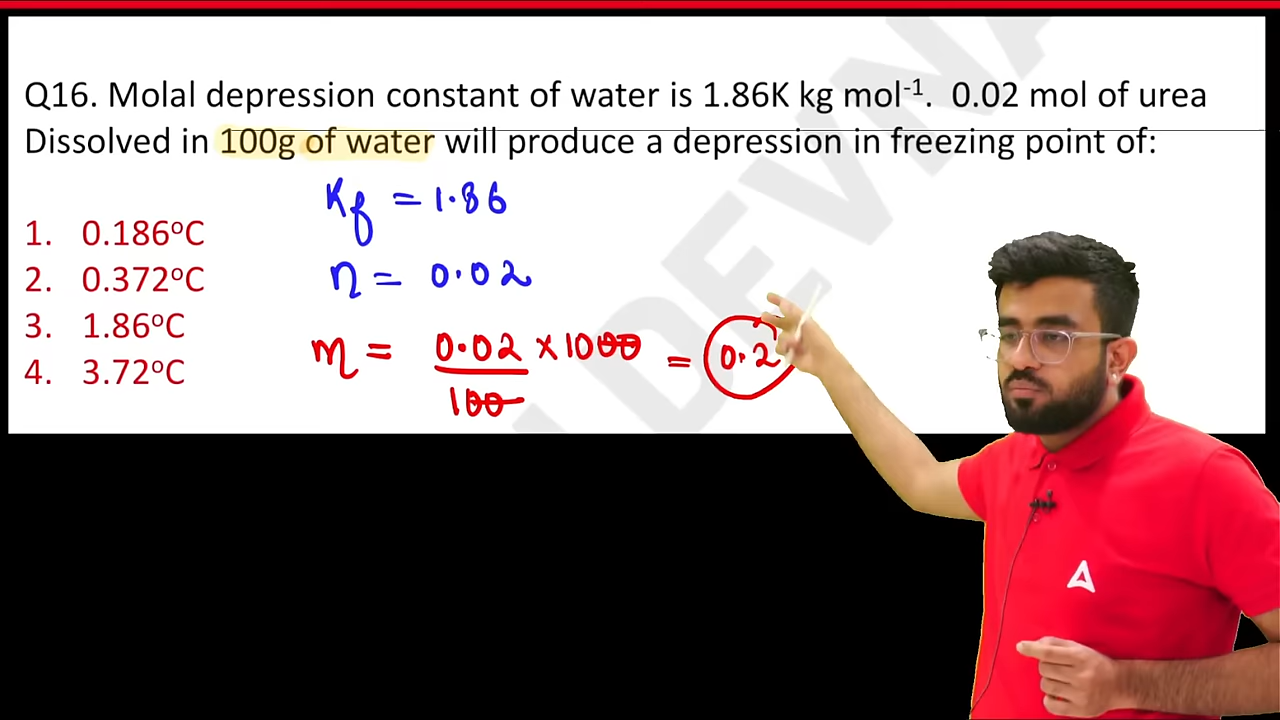 Q16. Molal depression constant of water is 1.86K kg mol⁻¹. 0.02 mol of urea
Dissolved in 100g of water will produce a depression in freezing point of:
1. 0.186°C
2. 0.372°C
3. 1.86°C
4. 3.72°C
Kf = 1.86
n = 0.02
m = 0.02 × 1000 / 100 = 0.2